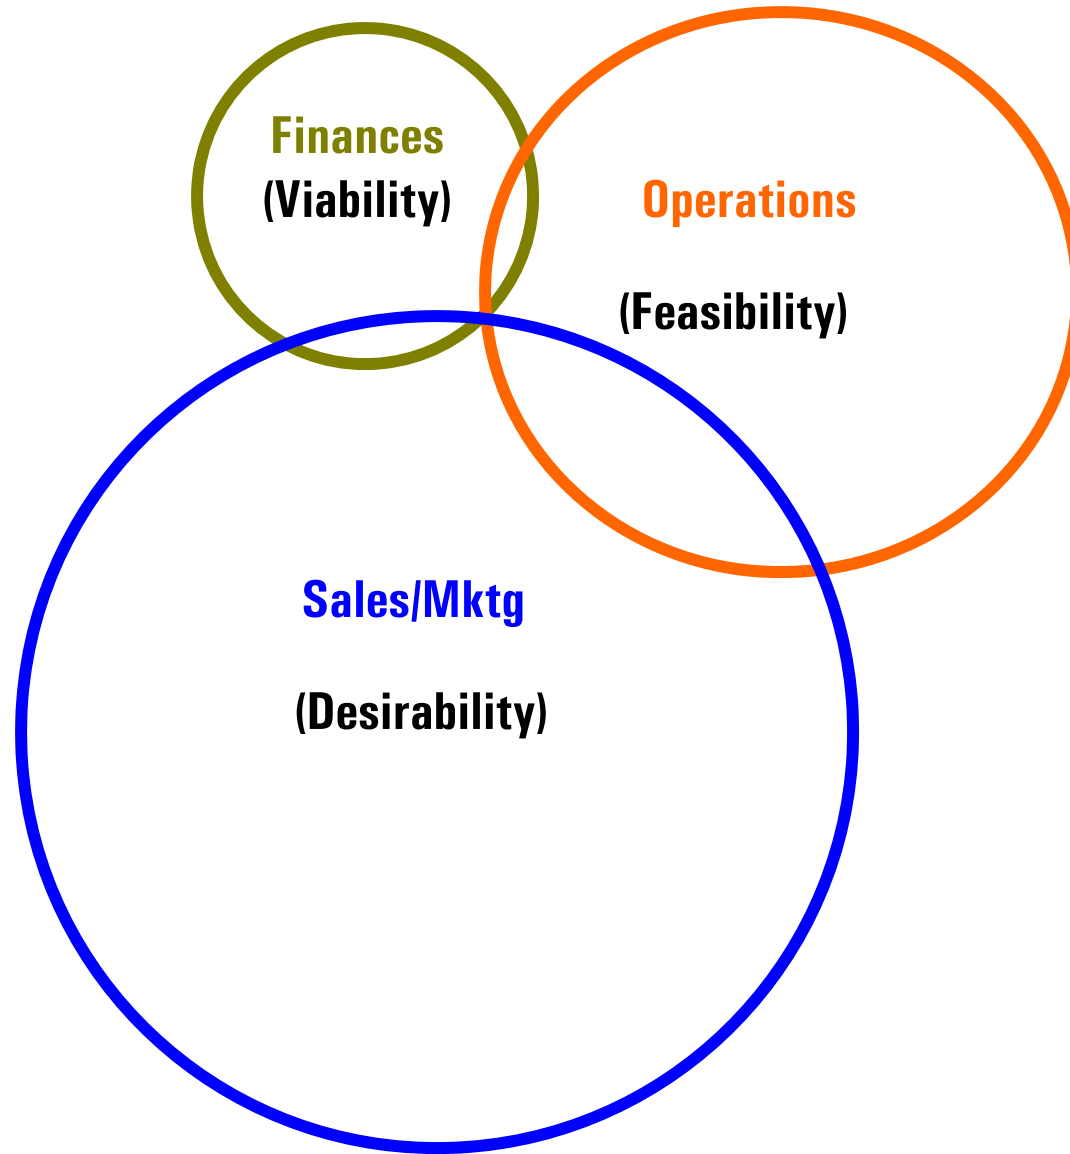 Finances
(Viability)
Operations
(Feasibility)
Sales/Mktg
(Desirability)